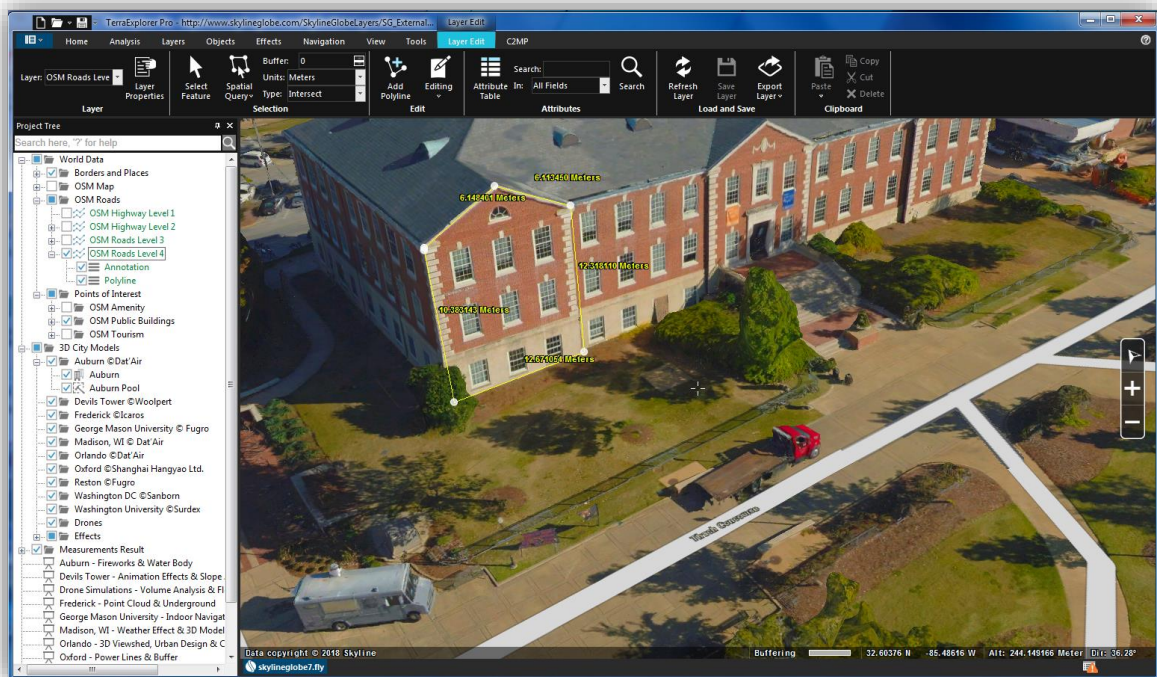 TerraExplorer Pro - http://www.skylineglobe.com/SkylineGlobeLayers/SG_External... Layer Edit
Home Analysis Layers Objects Effects Navigation View Tools Layer Edit C2MP
Layer: OSM Roads Leve
Layer Properties
Layer
Select Feature
Spatial Query
Buffer: 0
Units: Meters
Type: Intersect
Selection
Add Polyline
Editing
Edit
Attribute Table
Search:
In: All Fields
Search
Attributes
Refresh Layer
Save Layer
Export Layer
Load and Save
Paste
Copy
Cut
Delete
Clipboard
Project Tree
Search here, '?' for help
World Data
Borders and Places
OSM Map
OSM Roads
OSM Highway Level 1
OSM Highway Level 2
OSM Roads Level 3
OSM Roads Level 4
Annotation
Polyline
Points of Interest
OSM Amenity
OSM Public Buildings
OSM Tourism
3D City Models
Auburn ©Dat'Air
Auburn
Auburn Pool
Devils Tower ©Woolpert
Frederick ©Icaros
George Mason University © Fugro
Madison, WI © Dat'Air
Orlando ©Dat'Air
Oxford ©Shanghai Hangyao Ltd.
Reston ©Fugro
Washington DC ©Sanborn
Washington University ©Surdex
Drones
Effects
Measurements Result
Auburn - Fireworks & Water Body
Devils Tower - Animation Effects & Slope
Drone Simulations - Volume Analysis & Fl
Frederick - Point Cloud & Underground
George Mason University - Indoor Navigat
Madison, WI - Weather Effect & 3D Model
Orlando - 3D Viewshed, Urban Design & C
Oxford - Power Lines & Buffer
6.113450 Meters
6.148401 Meters
12.318110 Meters
10.383143 Meters
12.671054 Meters
Thach Concourse
Data copyright © 2018 Skyline
Buffering 32.60376 N -85.48616 W Alt: 244.149166 Meter Dir: 36.28°
skylineglobe7.fly